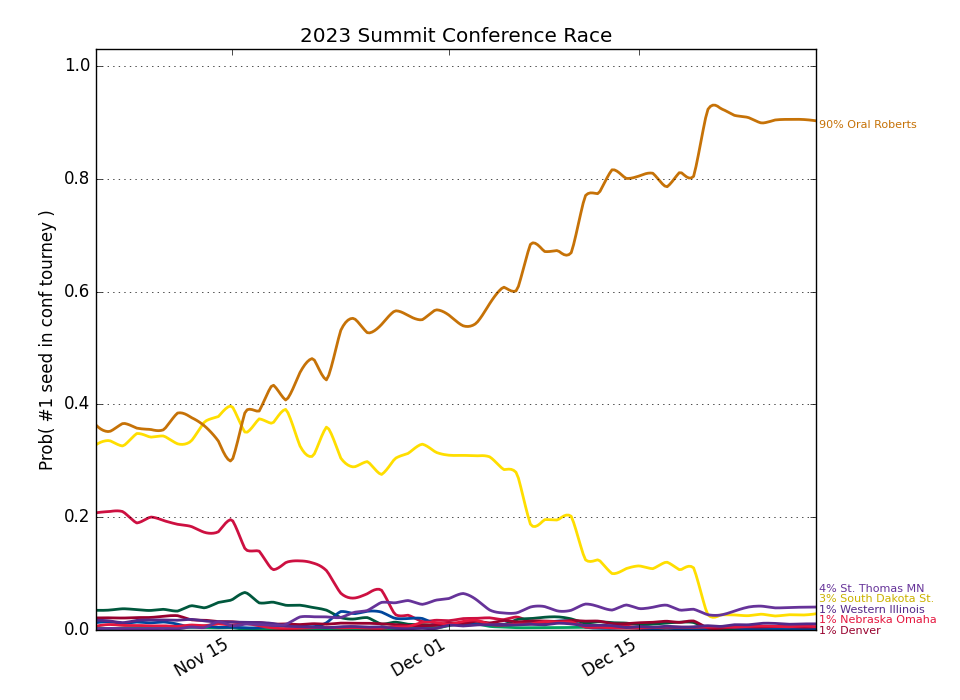 2023 Summit Conference Race
Prob( #1 seed in conf tourney )
1.0
0.8
0.6
0.4
0.2
0.0
Nov 15
Dec 01
Dec 15
90% Oral Roberts
4% St. Thomas MN
3% South Dakota St.
1% Western Illinois
1% Nebraska Omaha
1% Denver